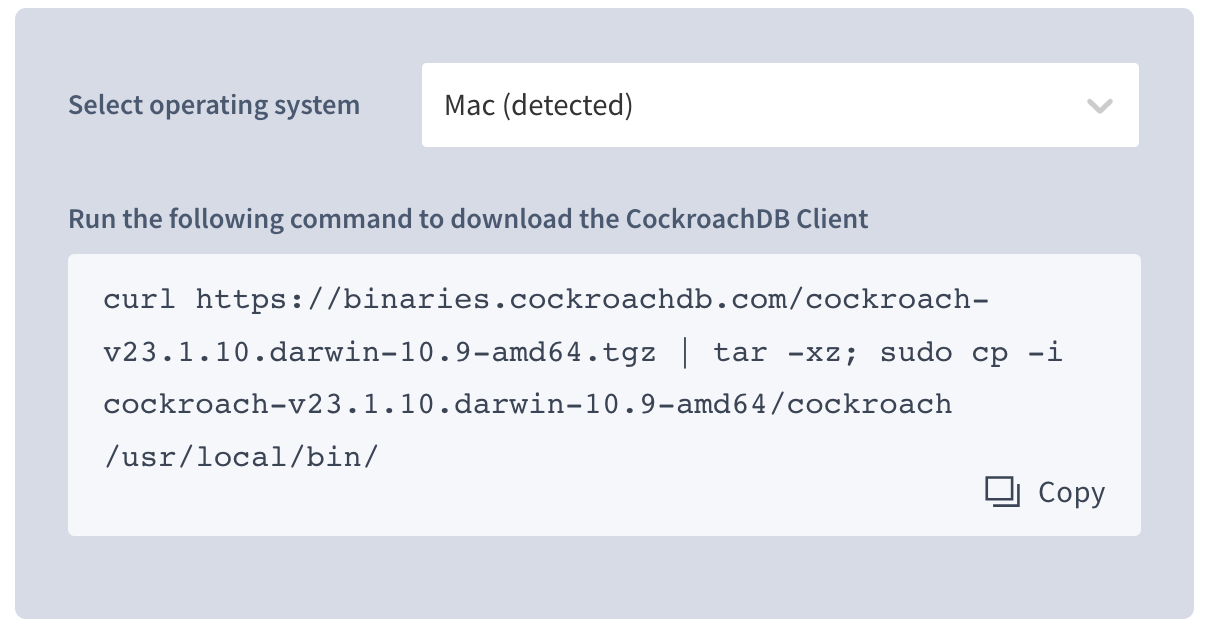 Select operating system
Mac (detected)
Run the following command to download the CockroachDB Client
curl https://binaries.cockroachdb.com/cockroach-
v23.1.10.darwin-10.9-amd64.tgz | tar -xz; sudo cp -i
cockroach-v23.1.10.darwin-10.9-amd64/cockroach
/usr/local/bin/
Copy